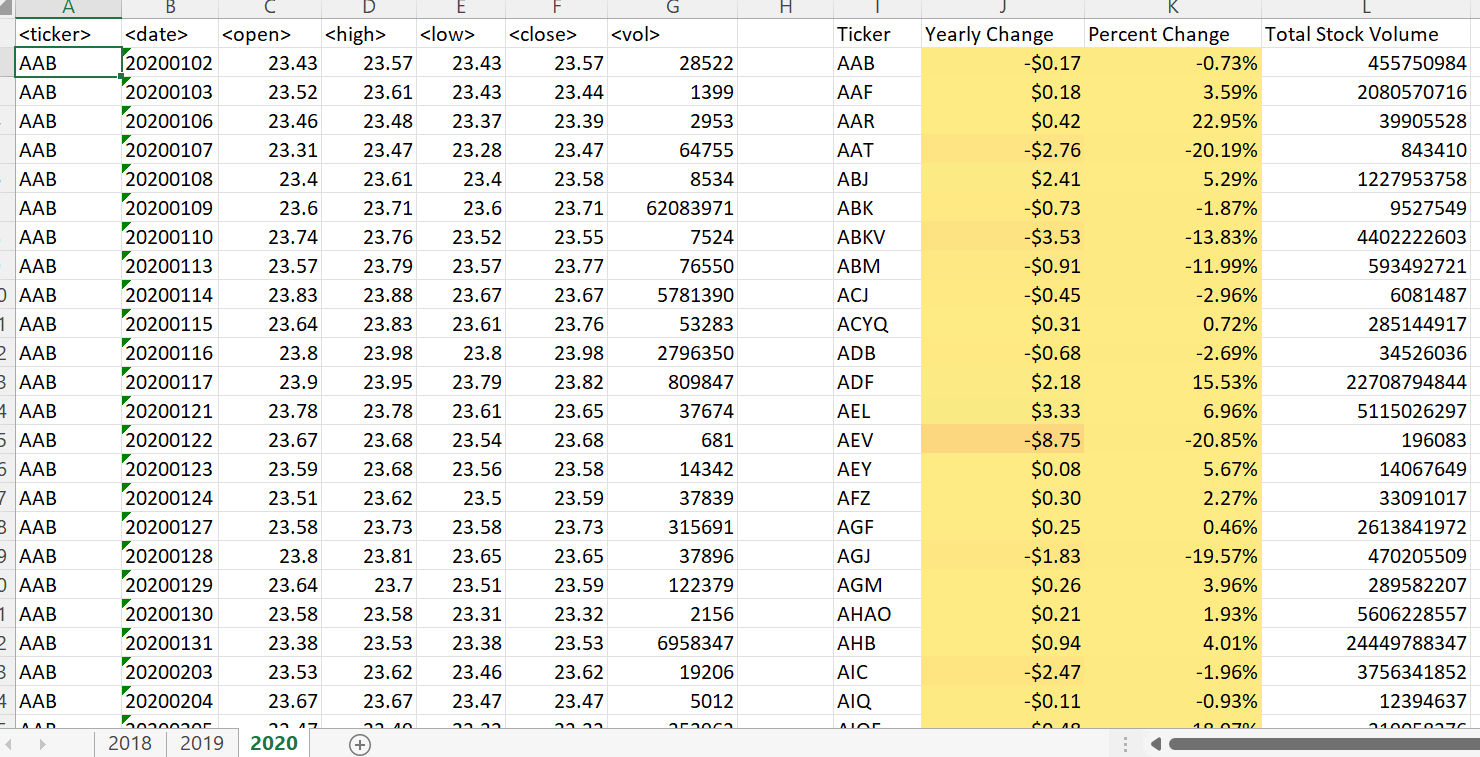 A B C D E F G H I J K L
<ticker> <date> <open> <high> <low> <close> <vol> Ticker Yearly Change Percent Change Total Stock Volume
AAB 20200102 23.43 23.57 23.43 23.57 28522 AAB -$0.17 -0.73% 455750984
AAB 20200103 23.52 23.61 23.43 23.44 1399 AAF $0.18 3.59% 2080570716
AAB 20200106 23.46 23.48 23.37 23.39 2953 AAR $0.42 22.95% 39905528
AAB 20200107 23.31 23.47 23.28 23.47 64755 AAT -$2.76 -20.19% 843410
AAB 20200108 23.4 23.61 23.4 23.58 8534 ABJ $2.41 5.29% 1227953758
AAB 20200109 23.6 23.71 23.6 23.71 62083971 ABK -$0.73 -1.87% 9527549
AAB 20200110 23.74 23.76 23.52 23.55 7524 ABKV -$3.53 -13.83% 4402222603
AAB 20200113 23.57 23.79 23.57 23.77 76550 ABM -$0.91 -11.99% 593492721
AAB 20200114 23.83 23.88 23.67 23.67 5781390 ACJ -$0.45 -2.96% 6081487
AAB 20200115 23.64 23.83 23.61 23.76 53283 ACYQ $0.31 0.72% 285144917
AAB 20200116 23.8 23.98 23.8 23.98 2796350 ADB -$0.68 -2.69% 34526036
AAB 20200117 23.9 23.95 23.79 23.82 809847 ADF $2.18 15.53% 22708794844
AAB 20200121 23.78 23.78 23.61 23.65 37674 AEL $3.33 6.96% 5115026297
AAB 20200122 23.67 23.68 23.54 23.68 681 AEV -$8.75 -20.85% 196083
AAB 20200123 23.59 23.68 23.56 23.58 14342 AEY $0.08 5.67% 14067649
AAB 20200124 23.51 23.62 23.5 23.59 37839 AFZ $0.30 2.27% 33091017
AAB 20200127 23.58 23.73 23.58 23.73 315691 AGF $0.25 0.46% 2613841972
AAB 20200128 23.8 23.81 23.65 23.65 37896 AGJ -$1.83 -19.57% 470205509
AAB 20200129 23.64 23.7 23.51 23.59 122379 AGM $0.26 3.96% 289582207
AAB 20200130 23.58 23.58 23.31 23.32 2156 AHAO $0.21 1.93% 5606228557
AAB 20200131 23.38 23.53 23.38 23.53 6958347 AHB $0.94 4.01% 24449788347
AAB 20200203 23.53 23.62 23.46 23.62 19206 AIC -$2.47 -1.96% 3756341852
AAB 20200204 23.67 23.67 23.47 23.47 5012 AIQ -$0.11 -0.93% 12394637
2018 2019 2020